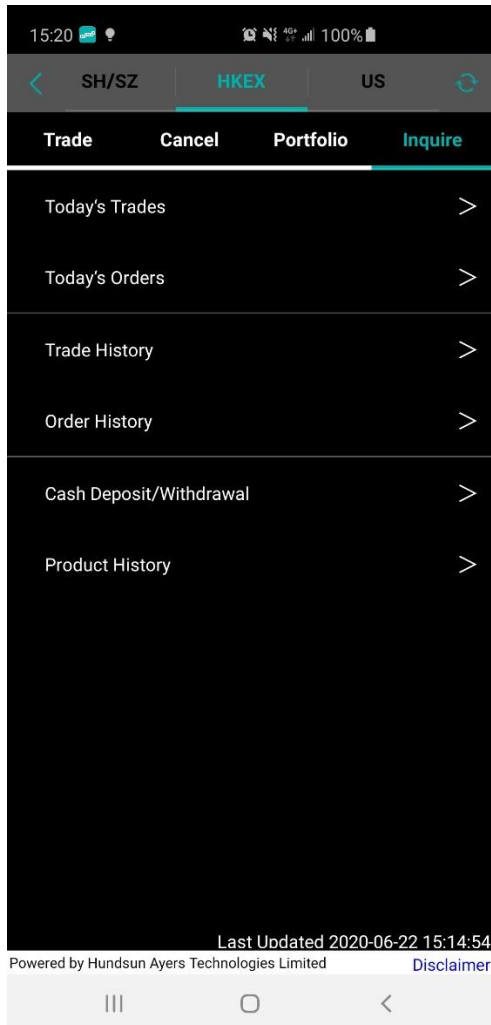 15:20 4G+ 100%
SH/SZ HKEX US
Trade Cancel Portfolio Inquire
Today's Trades >
Today's Orders >
Trade History >
Order History >
Cash Deposit/Withdrawal >
Product History >
Last Updated 2020-06-22 15:14:54
Powered by Hundsun Ayers Technologies Limited Disclaimer